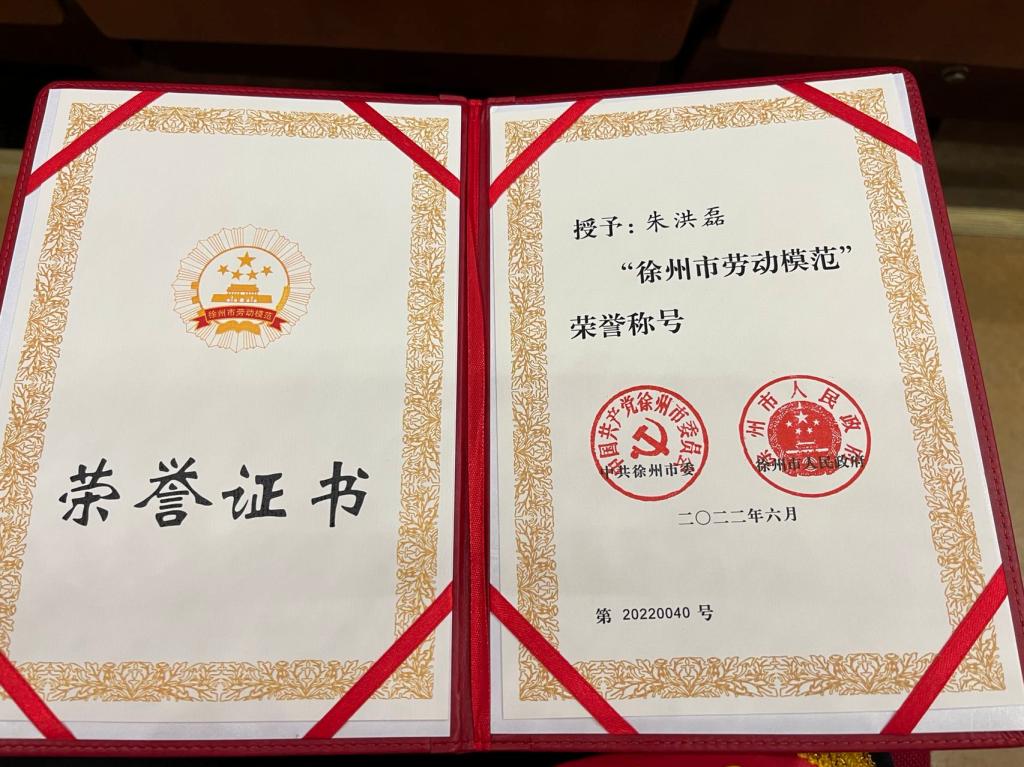 徐州市劳动模范
荣誉证书
授予：朱洪磊
“徐州市劳动模范”
荣誉称号
中国共产党徐州市委员会
中共徐州市委
徐州市人民政府
徐州市人民政府
二〇二二年六月
第 20220040 号